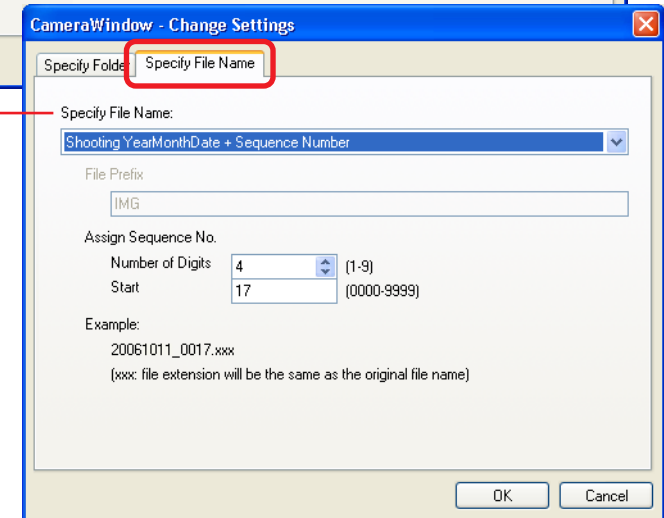 CameraWindow - Change Settings
Specify Folder Specify File Name
Specify File Name:
Shooting YearMonthDate + Sequence Number
File Prefix
IMG
Assign Sequence No.
Number of Digits 4 (1-9)
Start 17 (0000-9999)
Example:
20061011_0017.xxx
(xxx: file extension will be the same as the original file name)
OK Cancel